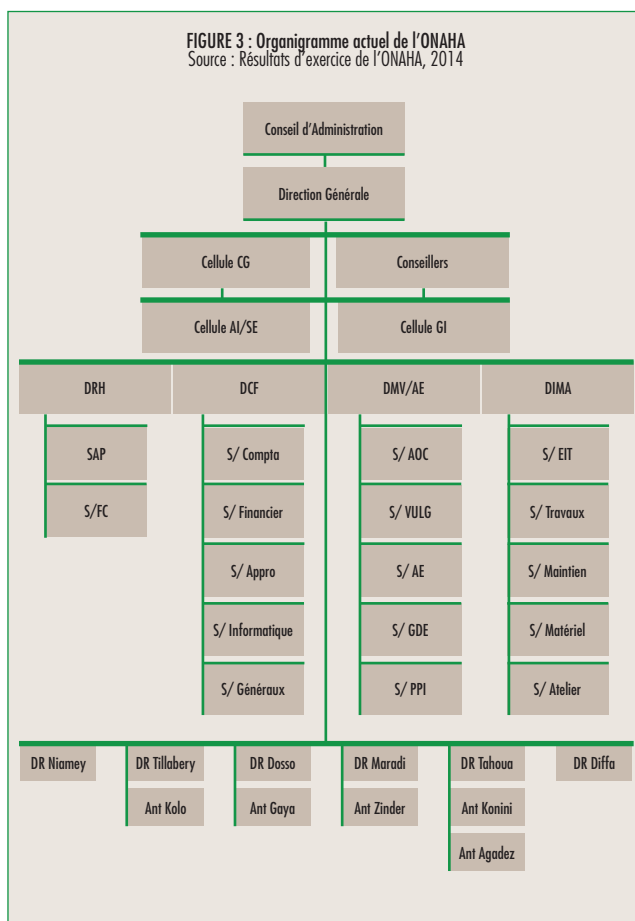 FIGURE 3 : Organigramme actuel de l'ONAHA
Source : Résultats d'exercice de l'ONAHA, 2014
Conseil d'Administration
Direction Générale
Cellule CG
Conseillers
Cellule AI/SE
Cellule GI
DRH
DCF
DMV/AE
DIMA
SAP
S/ Compta
S/ AOC
S/ EIT
S/FC
S/ Financier
S/ VULG
S/ Travaux
S/ Appro
S/ AE
S/ Maintien
S/ Informatique
S/ GDE
S/ Matériel
S/ Généraux
S/ PPI
S/ Atelier
DR Niamey
DR Tillabery
DR Dosso
DR Maradi
DR Tahoua
DR Diffa
Ant Kolo
Ant Gaya
Ant Zinder
Ant Konini
Ant Agadez